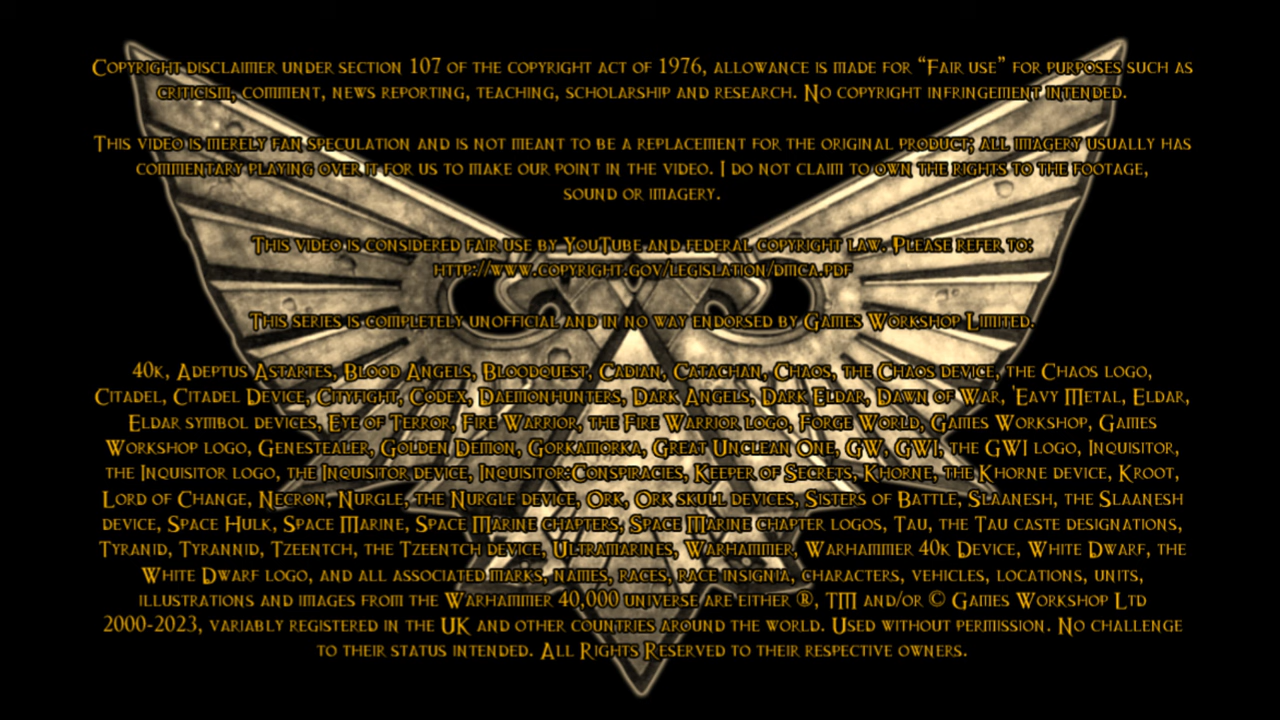 Copyright disclaimer under section 107 of the copyright act of 1976, allowance is made for “Fair use” for purposes such as
criticism, comment, news reporting, teaching, scholarship and research. No copyright infringement intended.
This video is merely fan speculation and is not meant to be a replacement for the original product; all imagery usually has
commentary playing over it for us to make our point in the video. I do not claim to own the rights to the footage,
sound or imagery.
This video is considered fair use by YouTube and federal copyright law. Please refer to:
http://www.copyright.gov/legislation/dmca.pdf
This series is completely unofficial and in no way endorsed by Games Workshop Limited.
40k, Adeptus Astartes, Blood Angels, Bloodquest, Cadian, Catachan, Chaos, the Chaos device, the Chaos logo,
Citadel, Citadel Device, Cityfight, Codex, Daemonhunters, Dark Angels, Dark Eldar, Dawn of War, 'Eavy Metal, Eldar,
Eldar symbol devices, Eye of Terror, Fire Warrior, the Fire Warrior logo, Forge World, Games Workshop, Games
Workshop logo, Genestealer, Golden Demon, Gorkamorka, Great Unclean One, GW, GWI, the GWI logo, Inquisitor,
the Inquisitor logo, the Inquisitor device, Inquisitor:Conspiracies, Keeper of Secrets, Khorne, the Khorne device, Kroot,
Lord of Change, Necron, Nurgle, the Nurgle device, Ork, Ork skull devices, Sisters of Battle, Slaanesh, the Slaanesh
device, Space Hulk, Space Marine, Space Marine chapters, Space Marine chapter logos, Tau, the Tau caste designations,
Tyranid, Tyrannid, Tzeentch, the Tzeentch device, Ultramarines, Warhammer, Warhammer 40k Device, White Dwarf, the
White Dwarf logo, and all associated marks, names, races, race insignia, characters, vehicles, locations, units,
illustrations and images from the Warhammer 40,000 universe are either ®, TM and/or © Games Workshop Ltd
2000-2023, variably registered in the UK and other countries around the world. Used without permission. No challenge
to their status intended. All Rights Reserved to their respective owners.